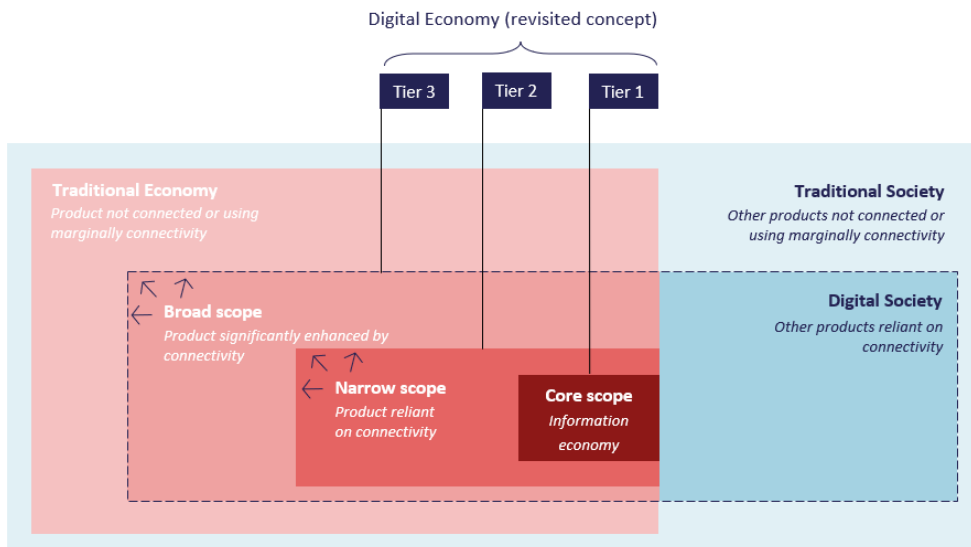 Digital Economy (revisited concept)
Tier 3
Tier 2
Tier 1
Traditional Economy
Product not connected or using
marginally connectivity
Traditional Society
Other products not connected or
using marginally connectivity
Broad scope
Product significantly enhanced by
connectivity
Digital Society
Other products reliant on
connectivity
Narrow scope
Product reliant
on connectivity
Core scope
Information
economy